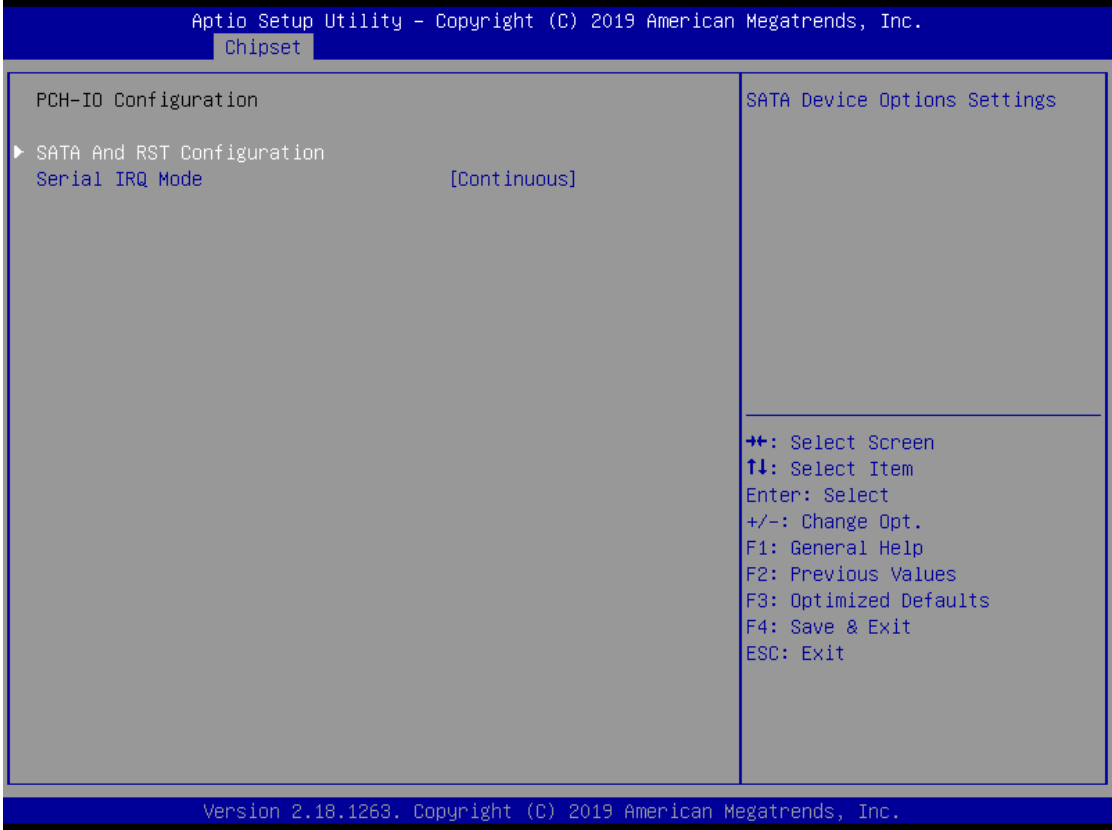 Aptio Setup Utility – Copyright (C) 2019 American Megatrends, Inc.
Chipset
PCH-IO Configuration
SATA And RST Configuration
Serial IRQ Mode [Continuous]
SATA Device Options Settings
→←: Select Screen
↑↓: Select Item
Enter: Select
+/-: Change Opt.
F1: General Help
F2: Previous Values
F3: Optimized Defaults
F4: Save & Exit
ESC: Exit
Version 2.18.1263. Copyright (C) 2019 American Megatrends, Inc.